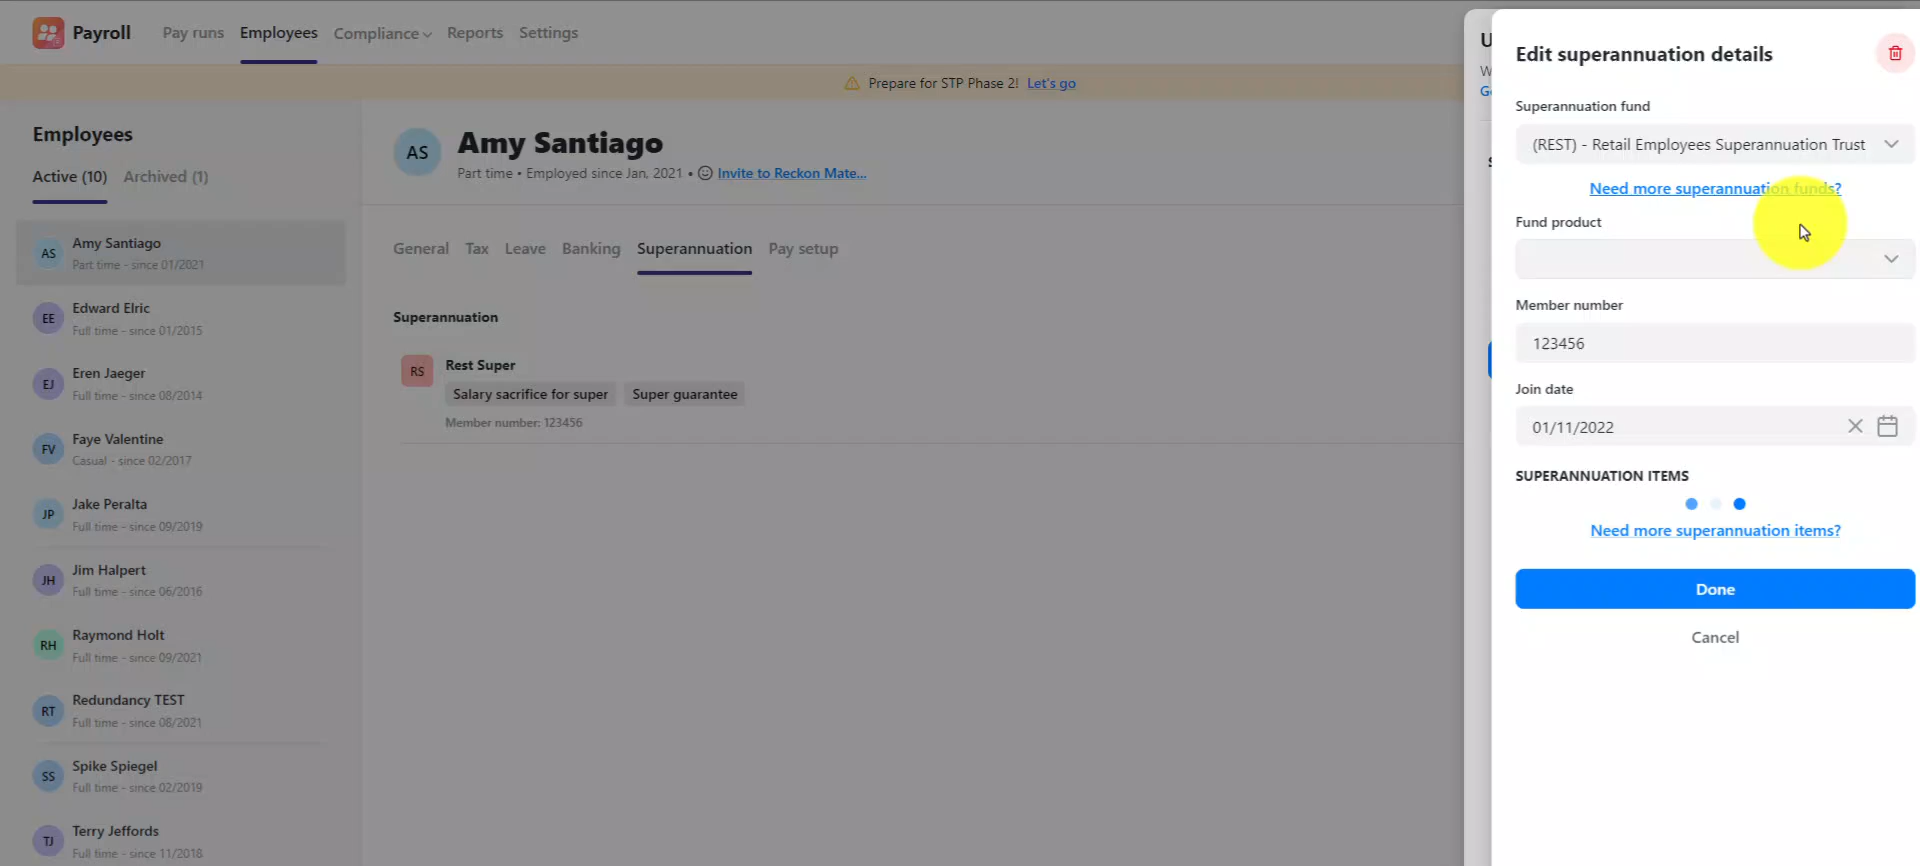 Payroll
Pay runs Employees Compliance Reports Settings
Prepare for STP Phase 2! Let's go
Employees
Active (10) Archived (1)
AS Amy Santiago
Part time - since 01/2021
EE Edward Elric
Full time - since 01/2015
EJ Eren Jaeger
Full time - since 08/2014
FV Faye Valentine
Casual - since 02/2017
JP Jake Peralta
Full time - since 09/2019
JH Jim Halpert
Full time - since 06/2016
RH Raymond Holt
Full time - since 09/2021
RT Redundancy TEST
Full time - since 08/2021
SS Spike Spiegel
Full time - since 02/2019
TJ Terry Jeffords
Full time - since 11/2018
AS Amy Santiago
Part time • Employed since Jan, 2021 • Invite to Reckon Mate...
General Tax Leave Banking Superannuation Pay setup
Superannuation
RS Rest Super
Salary sacrifice for super Super guarantee
Member number: 123456
Edit superannuation details
Superannuation fund
(REST) - Retail Employees Superannuation Trust
Need more superannuation funds?
Fund product
Member number
123456
Join date
01/11/2022
SUPERANNUATION ITEMS
Need more superannuation items?
Done
Cancel